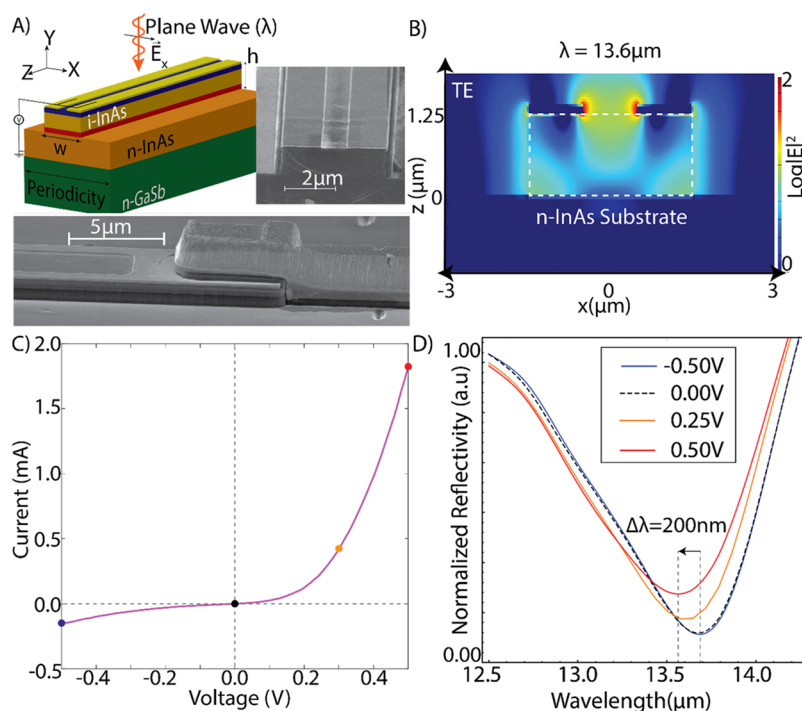 A)
Plane Wave (λ)
E⃗x
Y
Z
X
h
i-InAs
V
W
n-InAs
Periodicity
n-GaSb
2μm
5μm
B)
λ = 13.6μm
TE
1.25
0
z (μm)
n-InAs Substrate
-3
0
3
x(μm)
2
0
Log|E|²
C)
2.0
1.5
1.0
0.5
0.0
-0.5
Current (mA)
-0.4
-0.2
0.0
0.2
0.4
Voltage (V)
D)
1.00
0.00
Normalized Reflectivity (a.u)
-0.50V
0.00V
0.25V
0.50V
Δλ=200nm
12.5
13.0
13.5
14.0
Wavelength(μm)